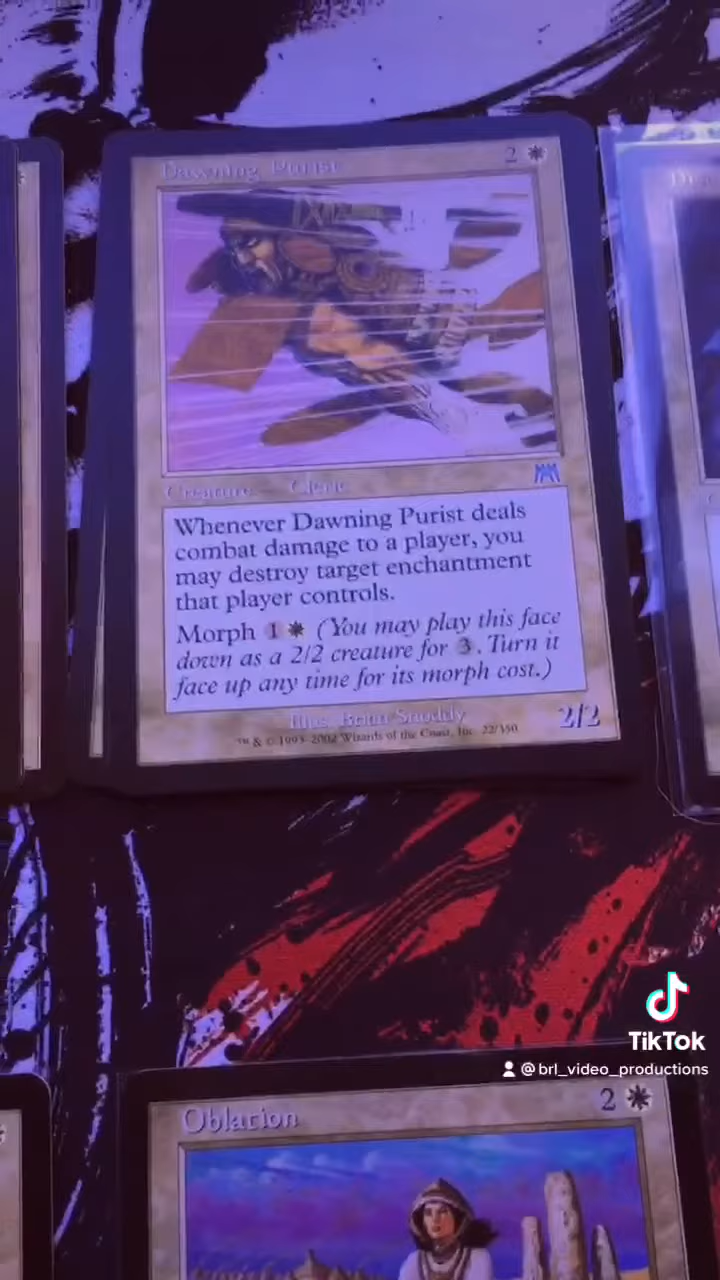 Dawning Purist 2
Creature - Cleric
Whenever Dawning Purist deals
combat damage to a player, you
may destroy target enchantment
that player controls.
Morph 1 (You may play this face
down as a 2/2 creature for 3. Turn it
face up any time for its morph cost.)
Illus. Brian Snoddy
2/2
™ & © 1993-2002 Wizards of the Coast, Inc. 22/350
TikTok
@brl_video_productions
Oblation 2